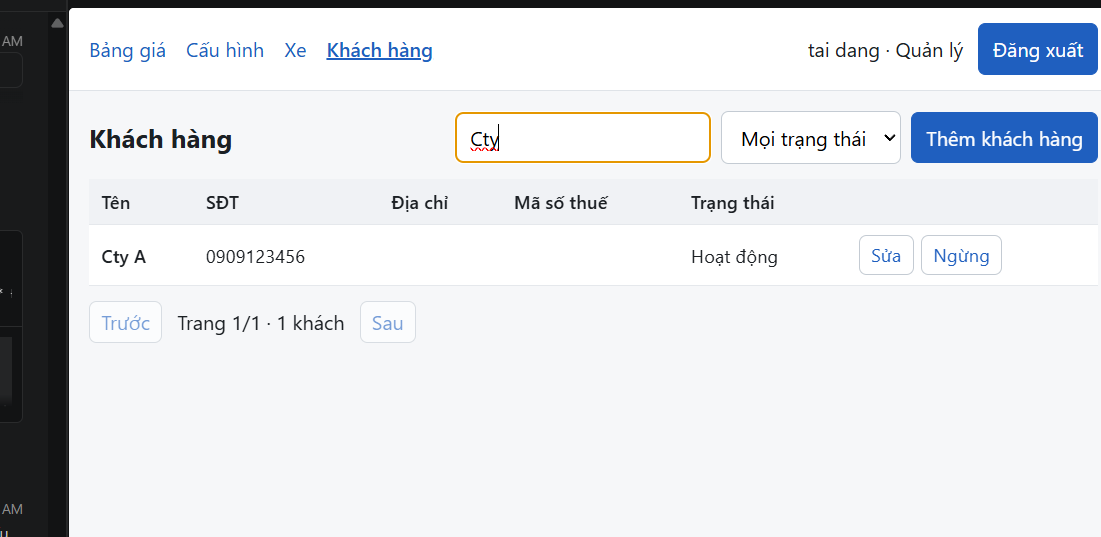 AM
Bảng giá Cấu hình Xe Khách hàng tai dang · Quản lý Đăng xuất
Khách hàng Cty Mọi trạng thái Thêm khách hàng
Tên SĐT Địa chỉ Mã số thuế Trạng thái
Cty A 0909123456 Hoạt động Sửa Ngừng
Trước Trang 1/1 · 1 khách Sau
AM